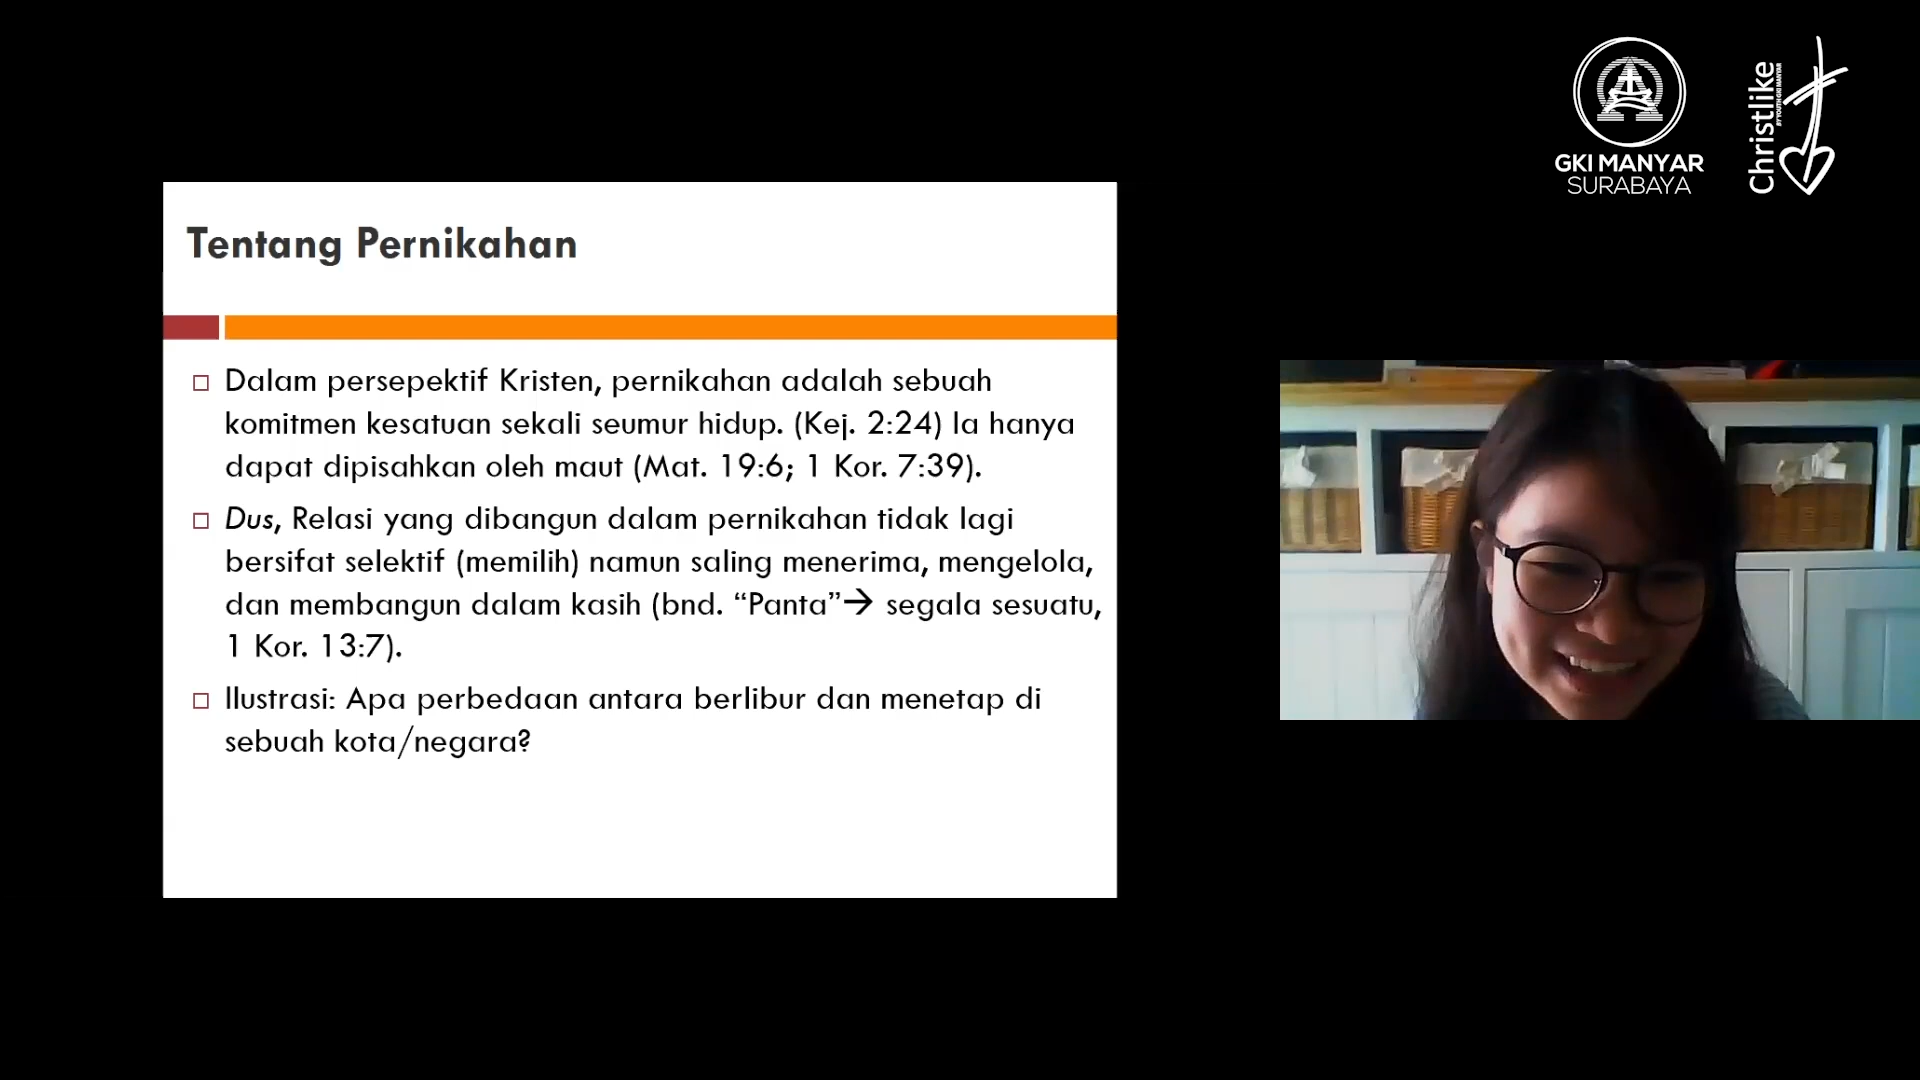 GKI MANYAR
SURABAYA
Christlike
Tentang Pernikahan
Dalam persepektif Kristen, pernikahan adalah sebuah
komitmen kesatuan sekali seumur hidup. (Kej. 2:24) Ia hanya
dapat dipisahkan oleh maut (Mat. 19:6; 1 Kor. 7:39).
Dus, Relasi yang dibangun dalam pernikahan tidak lagi
bersifat selektif (memilih) namun saling menerima, mengelola,
dan membangun dalam kasih (bnd. “Panta”→ segala sesuatu,
1 Kor. 13:7).
Ilustrasi: Apa perbedaan antara berlibur dan menetap di
sebuah kota/negara?